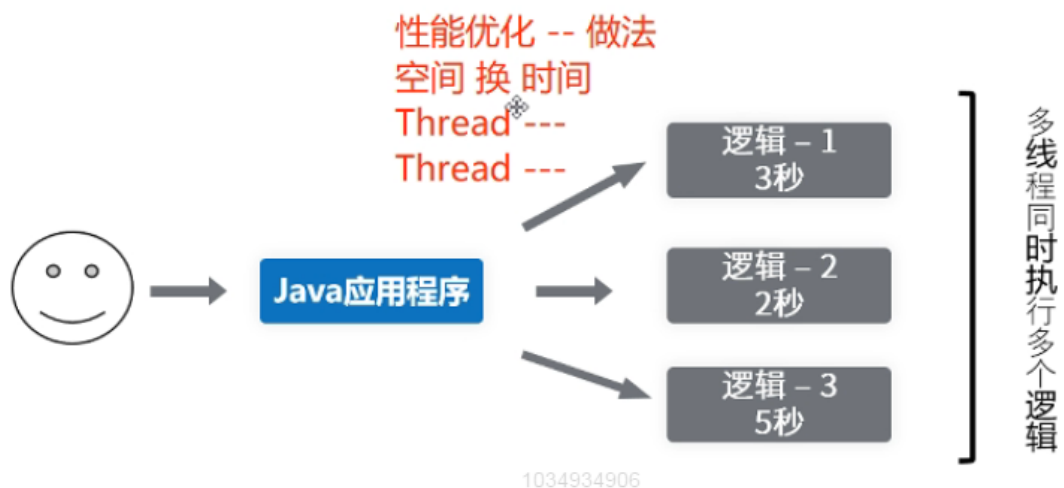 性能优化 -- 做法
空间 换 时间
Thread ---
Thread ---
Java应用程序
逻辑 – 1
3秒
逻辑 – 2
2秒
逻辑 – 3
5秒
多线程同时执行多个逻辑
1034934906